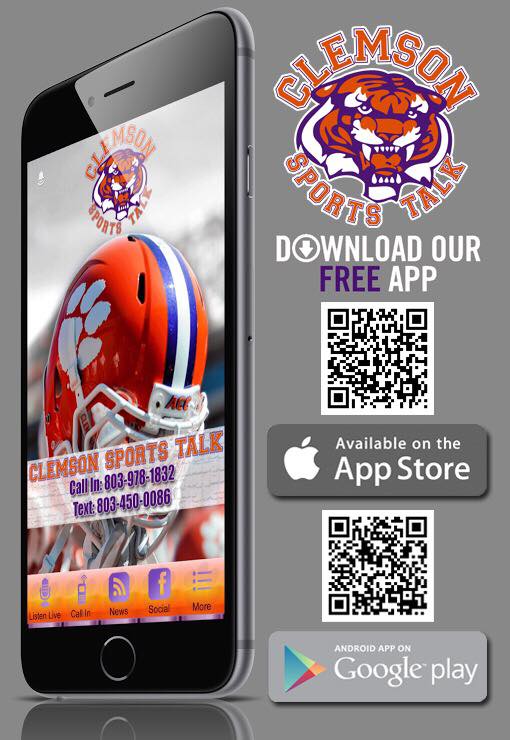 CLEMSON
SPORTS TALK
ACC
CLEMSON SPORTS TALK
Call In: 803-978-1832
Text: 803-450-0086
Listen Live
Call In
News
Social
More
CLEMSON
SPORTS TALK
DOWNLOAD OUR
FREE APP
Available on the
App Store
ANDROID APP ON
Google play